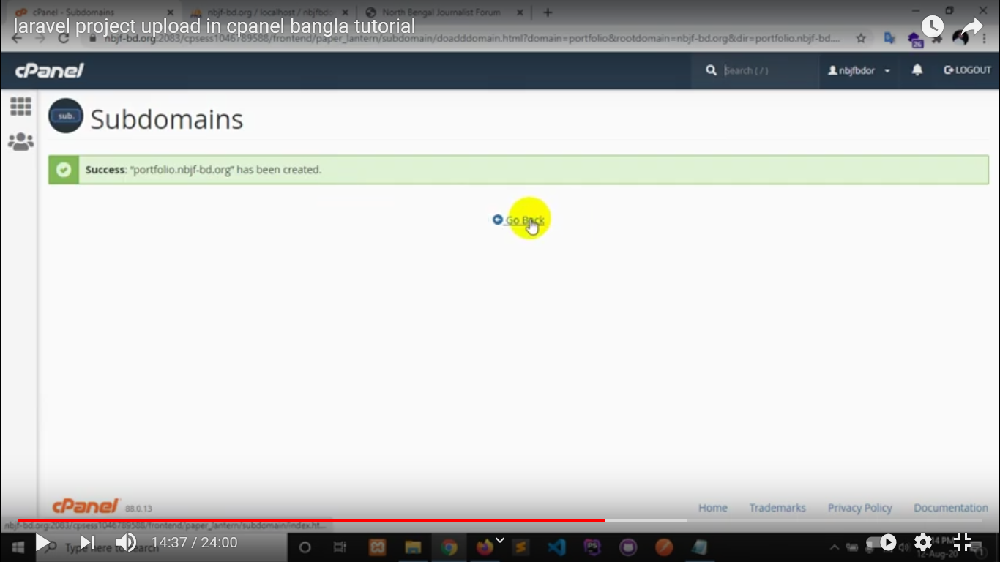 cPanel - Subdomains
nbjf-bd.org / localhost / nbjfbdc
North Bengal Journalist Forum
laravel project upload in cpanel bangla tutorial
nbjf-bd.org:2083/cpsess1046789588/frontend/paper_lantern/subdomain/doadddomain.html?domain=portfolio&rootdomain=nbjf-bd.org&dir=portfolio.nbjf-bd....
26
cPanel
Search ( / )
nbjfbdor
LOGOUT
sub.
Subdomains
Success: “portfolio.nbjf-bd.org” has been created.
Go Back
cPanel 88.0.13
Home
Trademarks
Privacy Policy
Documentation
nbjf-bd.org:2083/cpsess1046789588/frontend/paper_lantern/subdomain/index.ht...
Type here to search
14:37 / 24:00
PM
12-Aug-20